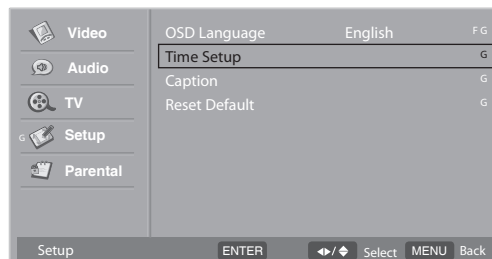 Video
Audio
TV
G Setup
Parental
OSD Language English F G
Time Setup G
Caption G
Reset Default G
Setup ENTER Select MENU Back